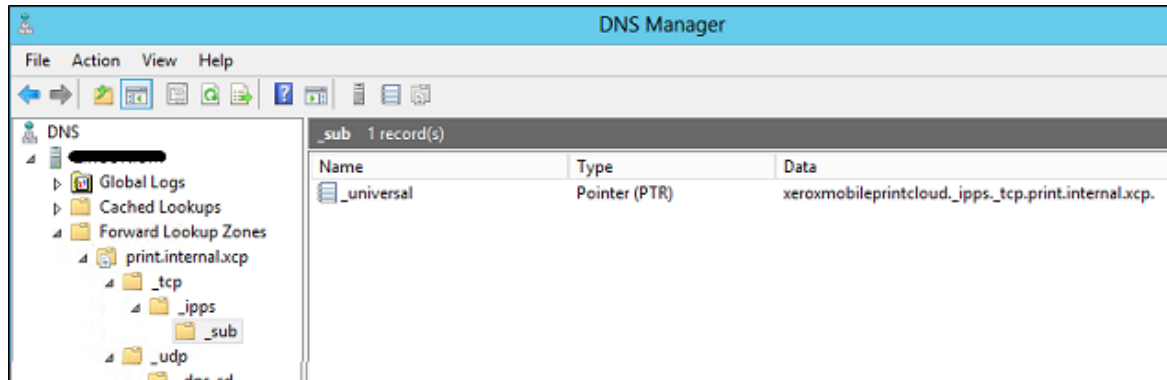 DNS Manager
File Action View Help
DNS
Global Logs
Cached Lookups
Forward Lookup Zones
print.internal.xcp
_tcp
_ipps
_sub
_udp
_sub 1 record(s)
Name Type Data
_universal Pointer (PTR) xeroxmobileprintcloud._ipps._tcp.print.internal.xcp.